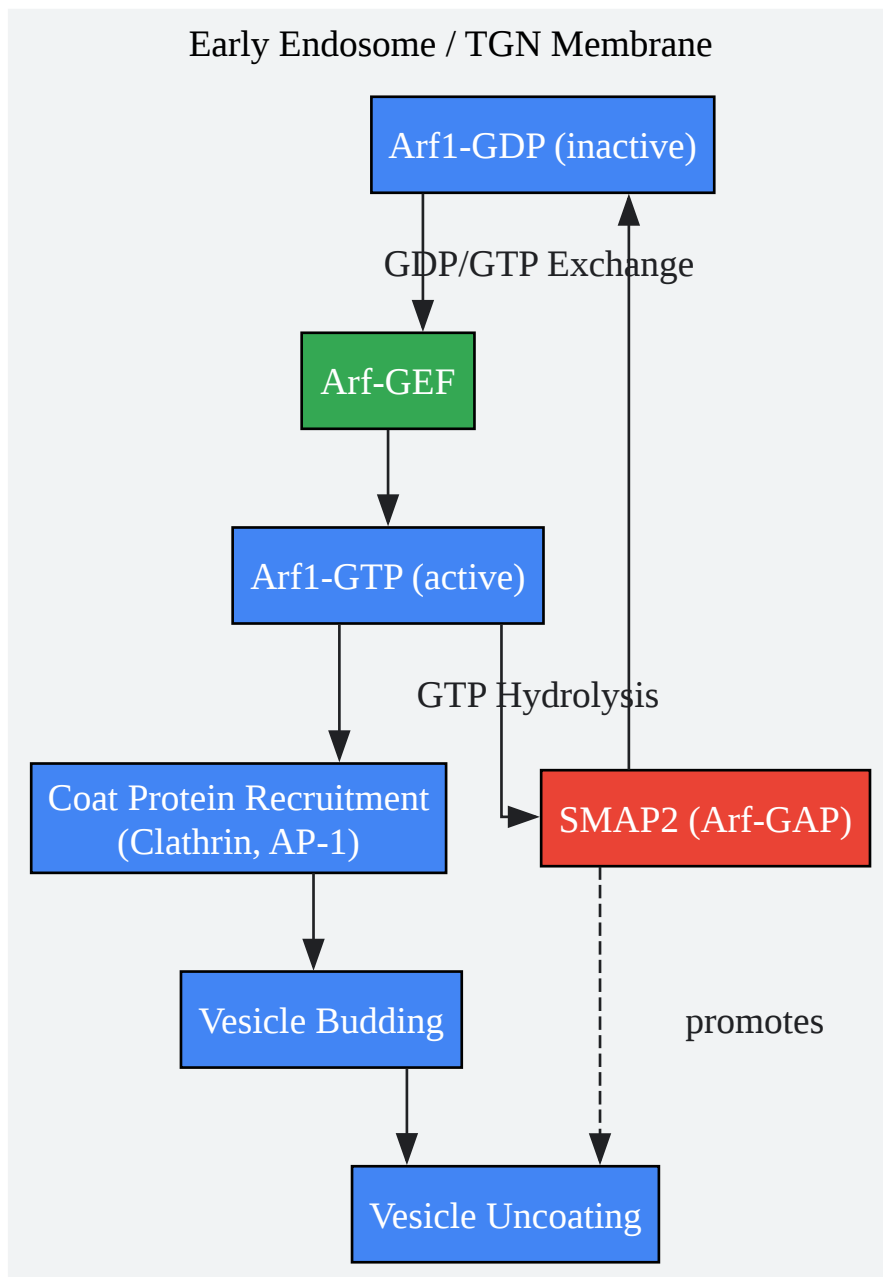 Early Endosome / TGN Membrane
Arf1-GDP (inactive)
GDP/GTP Exchange
Arf-GEF
Arf1-GTP (active)
GTP Hydrolysis
Coat Protein Recruitment
(Clathrin, AP-1)
SMAP2 (Arf-GAP)
Vesicle Budding
promotes
Vesicle Uncoating